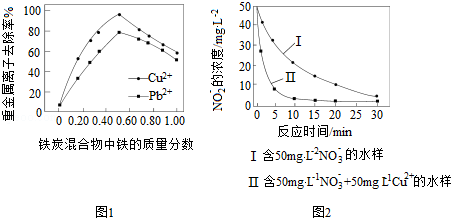 重金属离子去除率%
100
80
60
40
20
0
0 0.20 0.40 0.60 0.80 1.00
Cu²⁺
Pb²⁺
铁炭混合物中铁的质量分数
图1
NO₂⁻的浓度/mg·L⁻²
50
40
30
20
10
0
0 5 10 15 20 25 30
Ⅰ
Ⅱ
反应时间/min
Ⅰ 含50mg·L⁻²NO₃⁻的水样
Ⅱ 含50mg·L⁻¹NO₃⁻+50mg L¹Cu²⁺的水样
图2